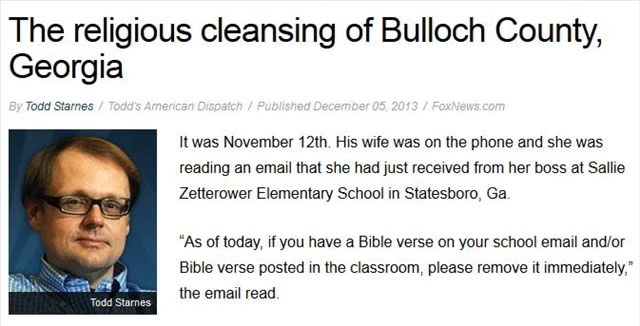 The religious cleansing of Bulloch County,
Georgia
By Todd Starnes / Todd's American Dispatch / Published December 05, 2013 / FoxNews.com
It was November 12th. His wife was on the phone and she was
reading an email that she had just received from her boss at Sallie
Zetterower Elementary School in Statesboro, Ga.
“As of today, if you have a Bible verse on your school email and/or
Bible verse posted in the classroom, please remove it immediately,”
the email read.
Todd Starnes